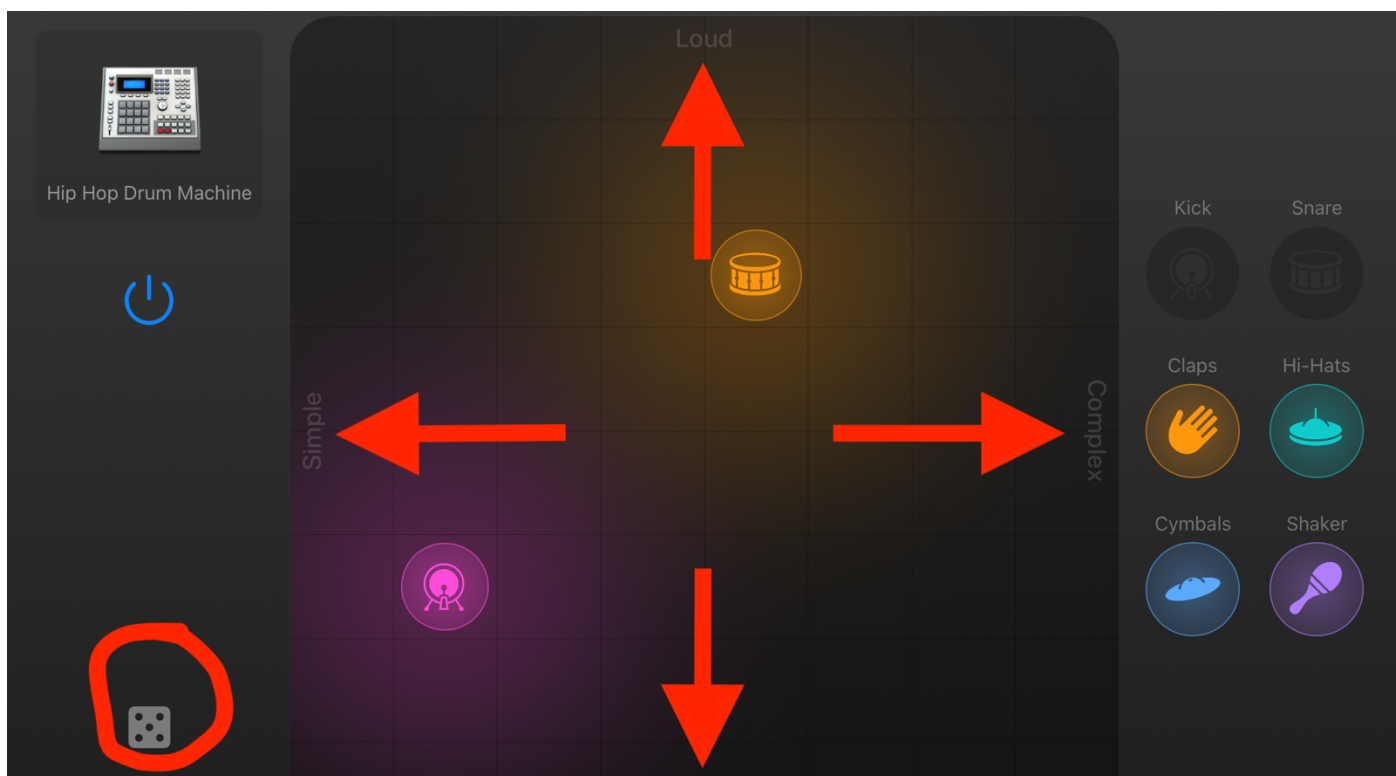 Loud
Hip Hop Drum Machine
Kick
Snare
Simple
Complex
Claps
Hi-Hats
Cymbals
Shaker